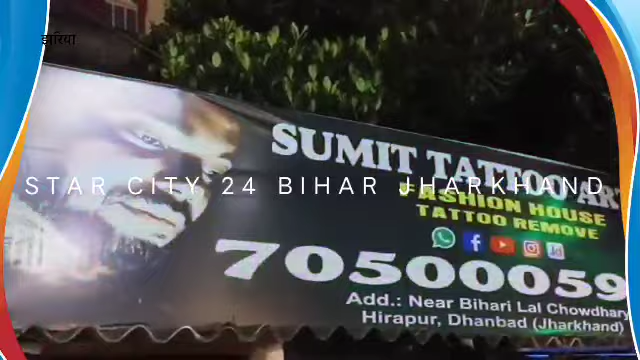 झरिया
SUMIT TATTOO AR
STAR CITY 24 BIHAR JHARKHAND
FASHION HOUSE
TATTOO REMOVE
70500059
Add.: Near Bihari Lal Chowdhary
Hirapur, Dhanbad (Jharkhand)